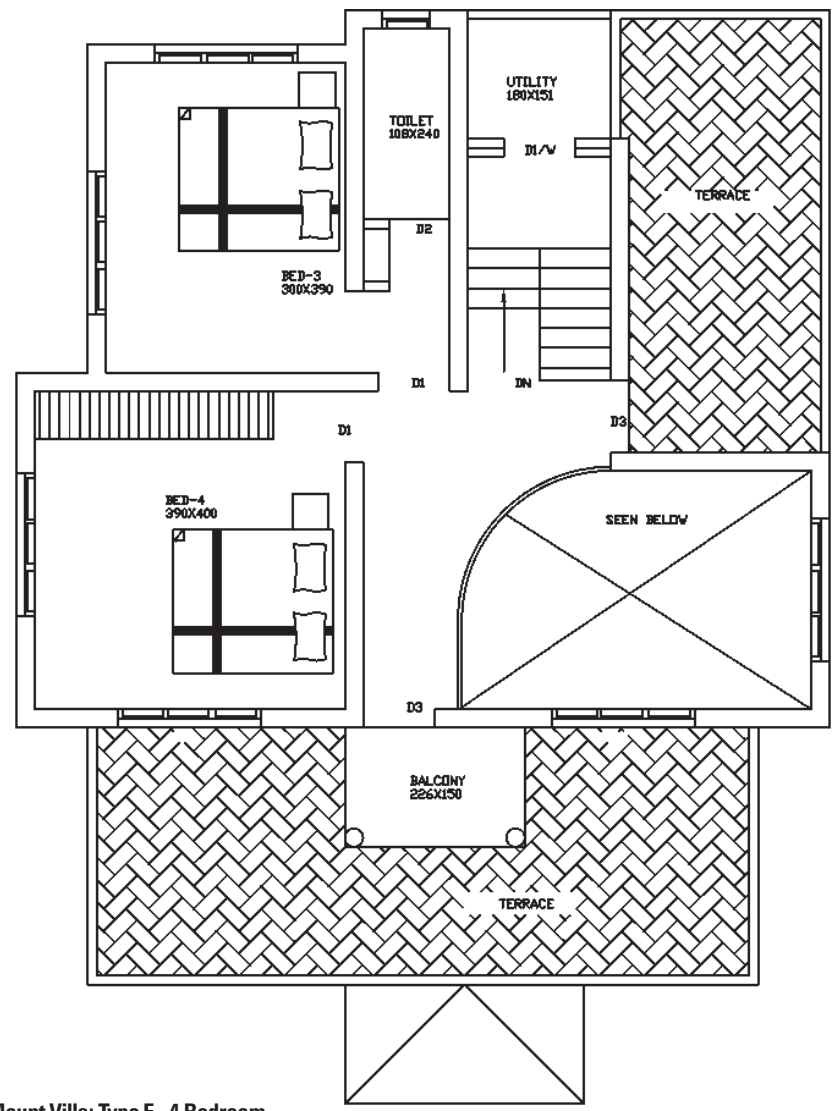 UTILITY
180X151
TOILET
108X240
D1/W
TERRACE
D2
BED-3
300X390
D1
DN
D3
D1
BED-4
390X400
SEEN BELOW
D3
BALCONY
226X150
TERRACE
Mount Villa: Type E - 4 Bedroom